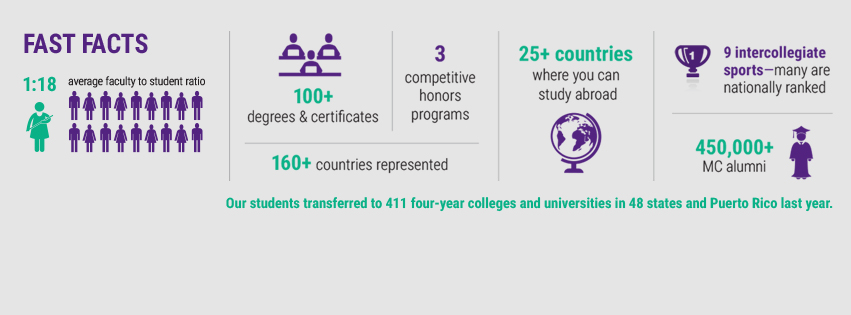 FAST FACTS
1:18 average faculty to student ratio
100+
degrees & certificates
3
competitive
honors
programs
160+ countries represented
25+ countries
where you can
study abroad
1
9 intercollegiate
sports—many are
nationally ranked
450,000+
MC alumni
Our students transferred to 411 four-year colleges and universities in 48 states and Puerto Rico last year.